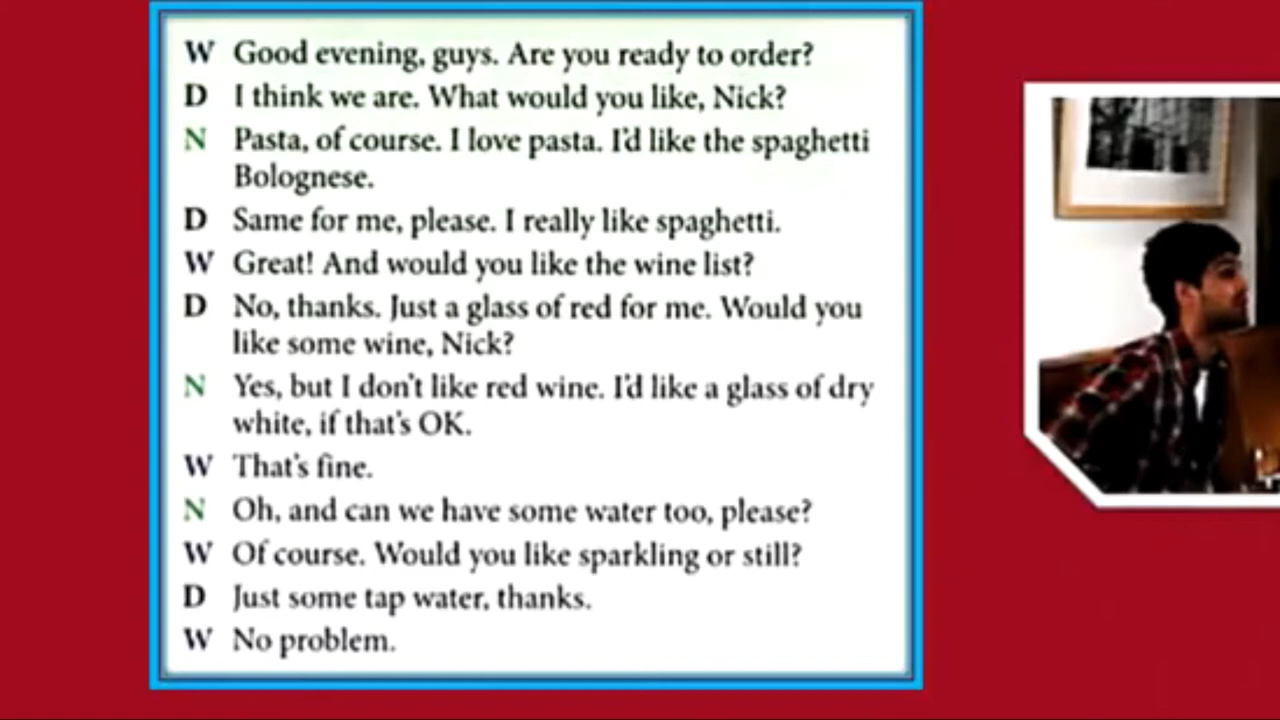 W Good evening, guys. Are you ready to order?
D I think we are. What would you like, Nick?
N Pasta, of course. I love pasta. I'd like the spaghetti
Bolognese.
D Same for me, please. I really like spaghetti.
W Great! And would you like the wine list?
D No, thanks. Just a glass of red for me. Would you
like some wine, Nick?
N Yes, but I don't like red wine. I'd like a glass of dry
white, if that's OK.
W That's fine.
N Oh, and can we have some water too, please?
W Of course. Would you like sparkling or still?
D Just some tap water, thanks.
W No problem.